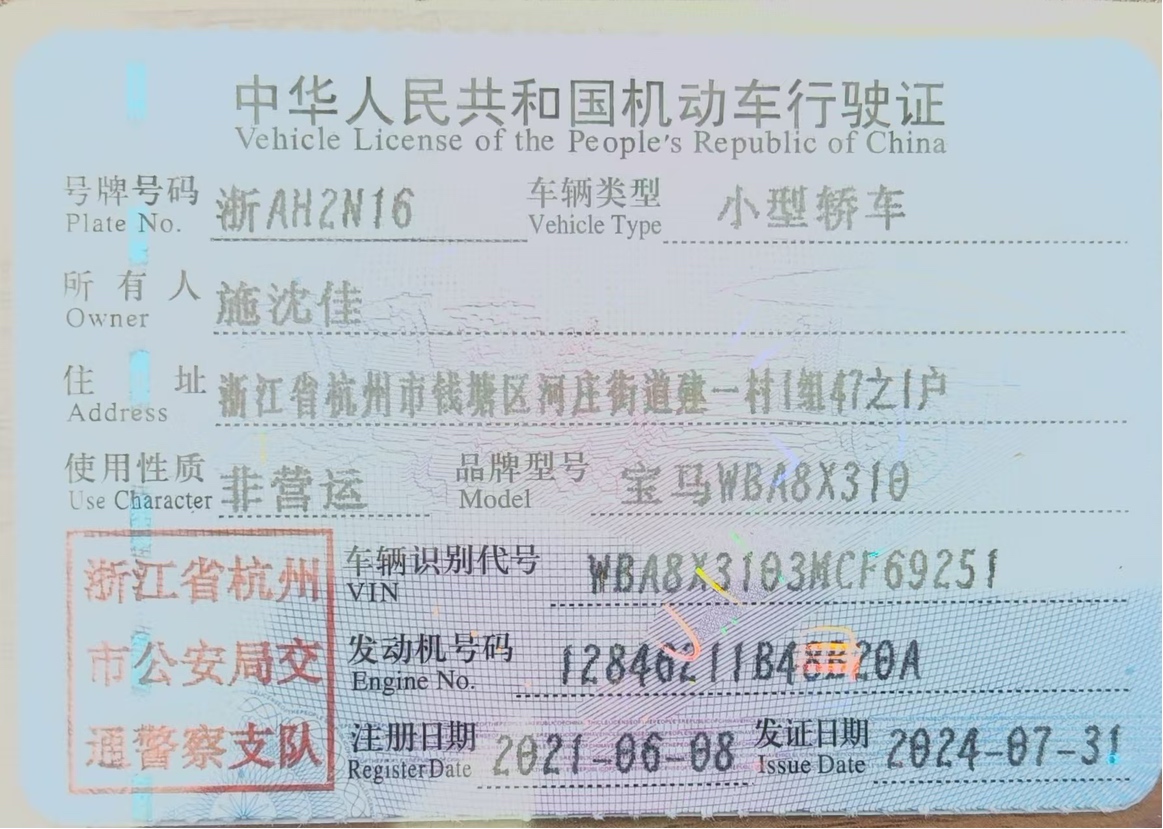 中华人民共和国机动车行驶证
Vehicle License of the People's Republic of China
号牌号码 浙AH2N16 车辆类型 小型轿车
Plate No. Vehicle Type
所有人 施沈佳
Owner
住址 浙江省杭州市钱塘区河庄街道建一村1组47之1户
Address
使用性质 非营运 品牌型号 宝马WBA8X310
Use Character Model
浙江省杭州
市公安局交
通警察支队
车辆识别代号 WBA8X3103MCF69251
VIN
发动机号码
Engine No.
注册日期 2021-06-08 发证日期 2024-07-31
Register Date Issue Date